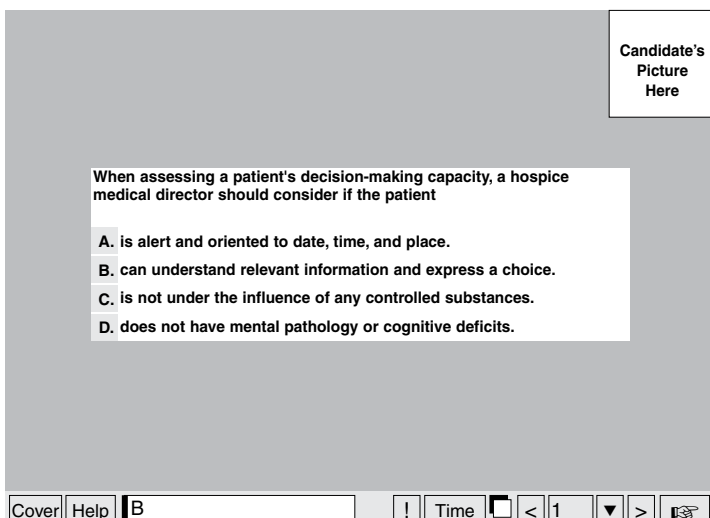 Candidate's
Picture
Here
When assessing a patient's decision-making capacity, a hospice
medical director should consider if the patient
A. is alert and oriented to date, time, and place.
B. can understand relevant information and express a choice.
C. is not under the influence of any controlled substances.
D. does not have mental pathology or cognitive deficits.
Cover Help B ! Time < 1 ▼ > ☞